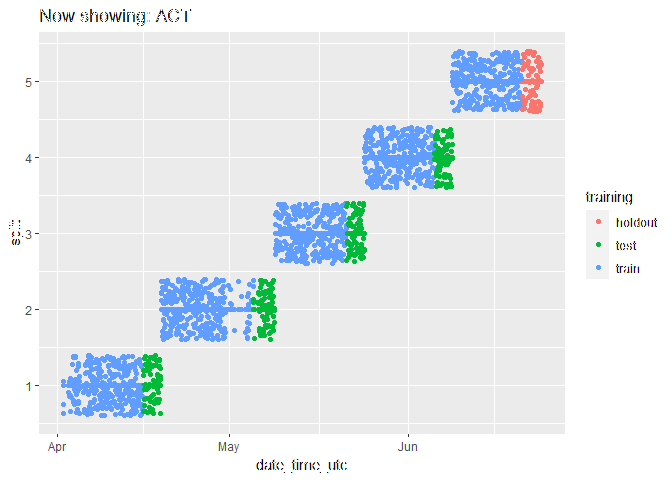 Now showing: ACT
5
4
3
2
1
split
Apr
May
Jun
date_time_utc
training
holdout
test
train